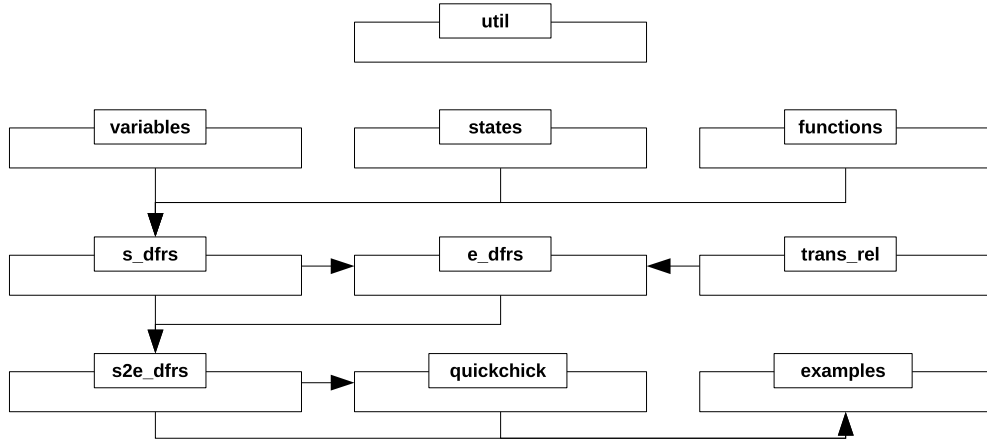 util
variables
states
functions
s_dfrs
e_dfrs
trans_rel
s2e_dfrs
quickchick
examples